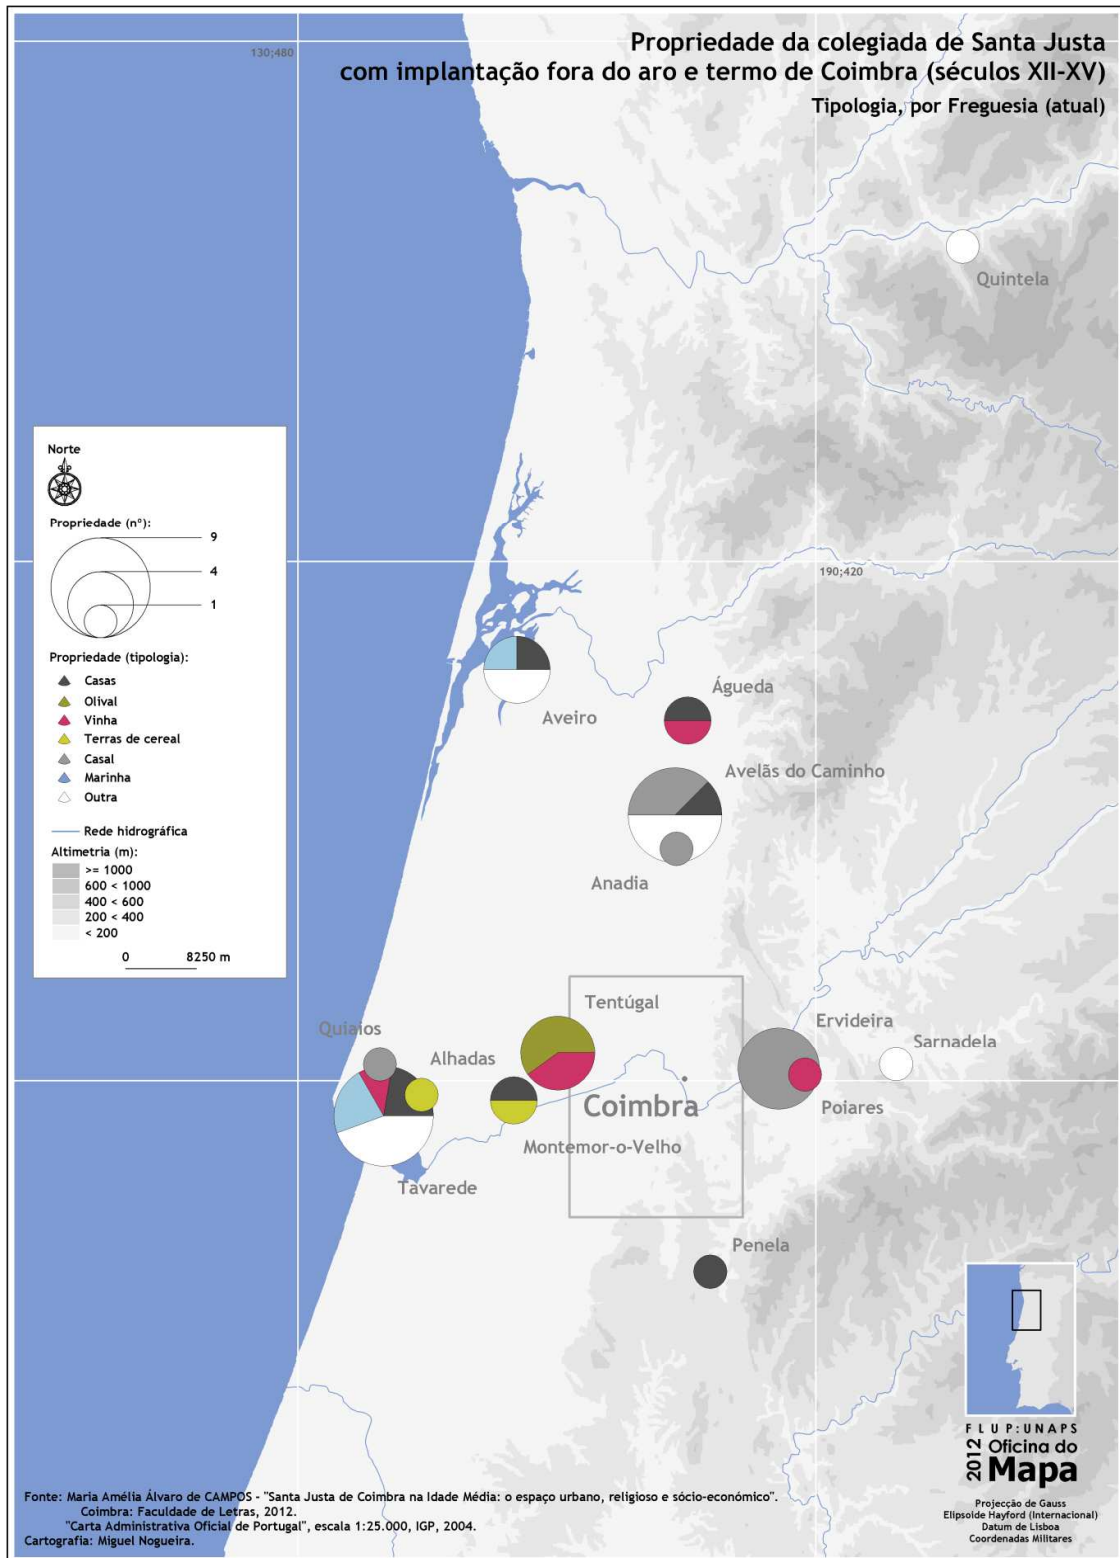 Propriedade da colegiada de Santa Justa
com implantação fora do aro e termo de Coimbra (séculos XII-XV)
Tipologia, por Freguesia (atual)
130;480
Quintela
Norte
Propriedade (nº):
9
4
1
Propriedade (tipologia):
Casas
Olival
Vinha
Terras de cereal
Casal
Marinha
Outra
Rede hidrográfica
Altimetria (m):
>= 1000
600 < 1000
400 < 600
200 < 400
< 200
0 8250 m
190;420
Aveiro
Águeda
Avelãs do Caminho
Anadia
Tentúgal
Quiaios
Alhadas
Ervideira
Sarnadela
Coimbra
Poiares
Montemor-o-Velho
Tavarede
Penela
FLUP:UNAPS
2012 Oficina do
Mapa
Projecção de Gauss
Elipsoide Hayford (Internacional)
Datum de Lisboa
Coordenadas Militares
Fonte: Maria Amélia Álvaro de CAMPOS - "Santa Justa de Coimbra na Idade Média: o espaço urbano, religioso e sócio-económico".
Coimbra: Faculdade de Letras, 2012.
"Carta Administrativa Oficial de Portugal", escala 1:25.000, IGP, 2004.
Cartografia: Miguel Nogueira.